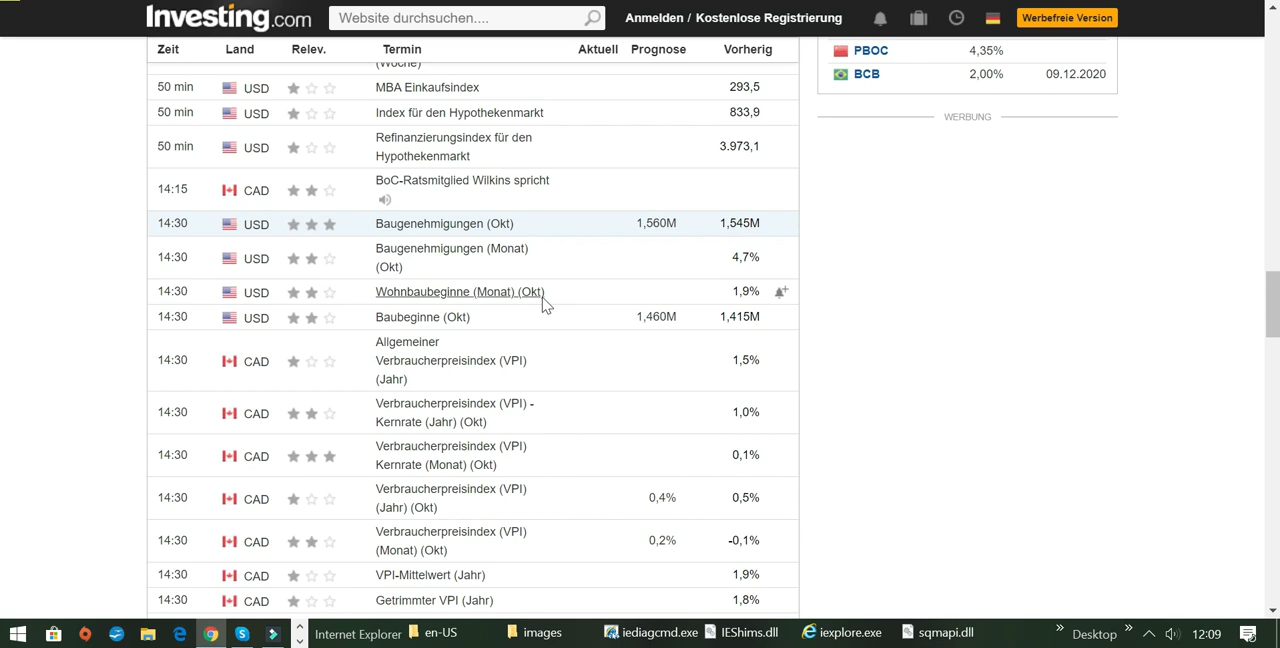 Investing.com
Website durchsuchen....
Anmelden / Kostenlose Registrierung
Werbefreie Version
Zeit Land Relev. Termin Aktuell Prognose Vorherig
(Woche)
50 min USD MBA Einkaufsindex 293,5
50 min USD Index für den Hypothekenmarkt 833,9
50 min USD Refinanzierungsindex für den
Hypothekenmarkt 3.973,1
14:15 CAD BoC-Ratsmitglied Wilkins spricht
14:30 USD Baugenehmigungen (Okt) 1,560M 1,545M
14:30 USD Baugenehmigungen (Monat)
(Okt) 4,7%
14:30 USD Wohnbaubeginne (Monat) (Okt) 1,9%
14:30 USD Baubeginne (Okt) 1,460M 1,415M
14:30 CAD Allgemeiner
Verbraucherpreisindex (VPI)
(Jahr) 1,5%
14:30 CAD Verbraucherpreisindex (VPI) -
Kernrate (Jahr) (Okt) 1,0%
14:30 CAD Verbraucherpreisindex (VPI)
Kernrate (Monat) (Okt) 0,1%
14:30 CAD Verbraucherpreisindex (VPI)
(Jahr) (Okt) 0,4% 0,5%
14:30 CAD Verbraucherpreisindex (VPI)
(Monat) (Okt) 0,2% -0,1%
14:30 CAD VPI-Mittelwert (Jahr) 1,9%
14:30 CAD Getrimmter VPI (Jahr) 1,8%
PBOC 4,35%
BCB 2,00% 09.12.2020
WERBUNG
Internet Explorer en-US images iediagcmd.exe IEShims.dll iexplore.exe sqmapi.dll » Desktop » 12:09